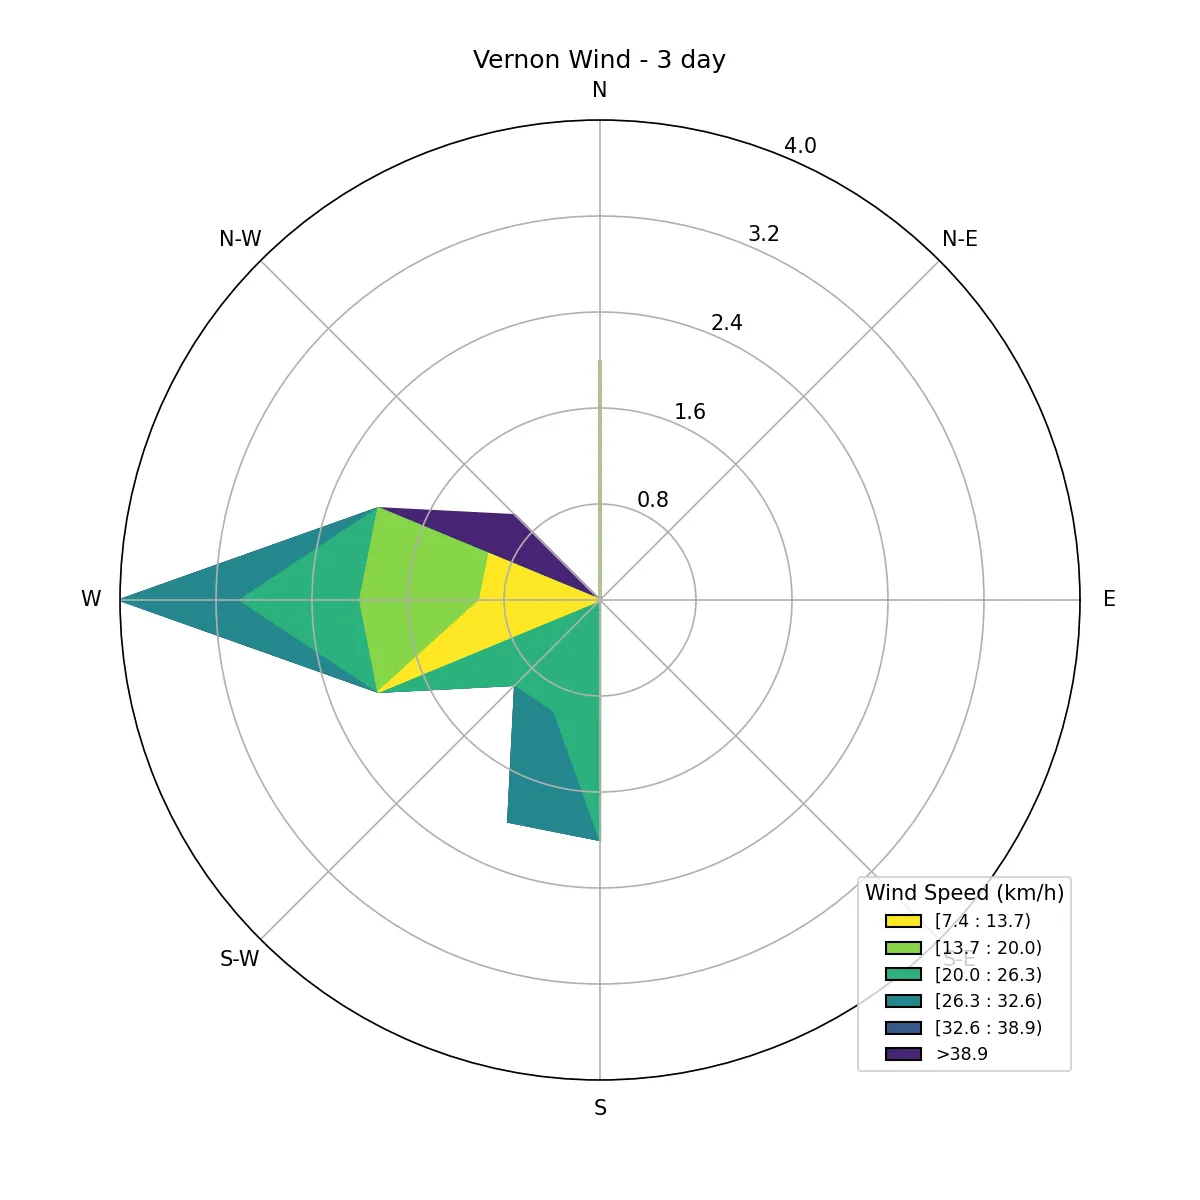 Vernon Wind - 3 day
N
4.0
N-W
3.2
N-E
2.4
1.6
0.8
W
E
S-W
S-E
S
Wind Speed (km/h)
[7.4 : 13.7)
[13.7 : 20.0)
[20.0 : 26.3)
[26.3 : 32.6)
[32.6 : 38.9)
>38.9